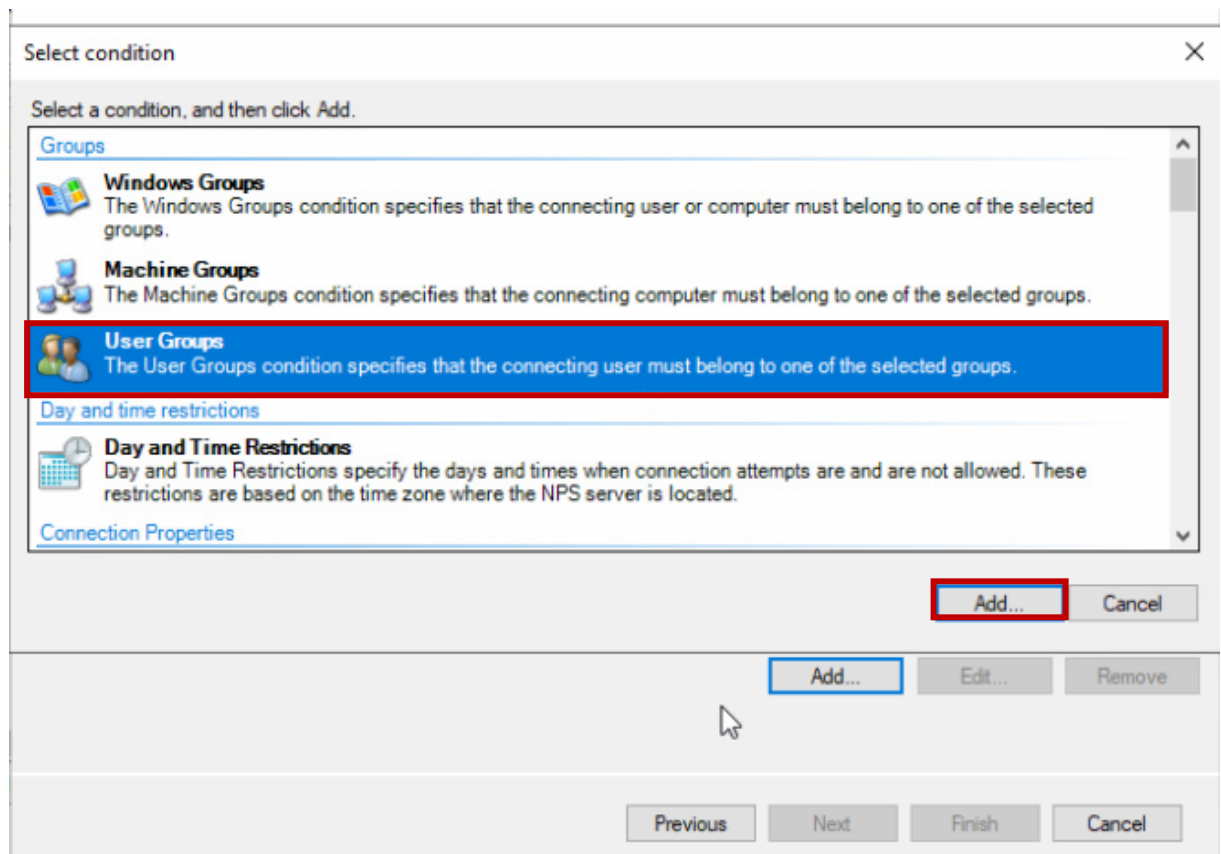 Select condition
Select a condition, and then click Add.
Groups
Windows Groups
The Windows Groups condition specifies that the connecting user or computer must belong to one of the selected
groups.
Machine Groups
The Machine Groups condition specifies that the connecting computer must belong to one of the selected groups.
User Groups
The User Groups condition specifies that the connecting user must belong to one of the selected groups.
Day and time restrictions
Day and Time Restrictions
Day and Time Restrictions specify the days and times when connection attempts are and are not allowed. These
restrictions are based on the time zone where the NPS server is located.
Connection Properties
Add... Cancel
Add... Edit... Remove
Previous Next Finish Cancel